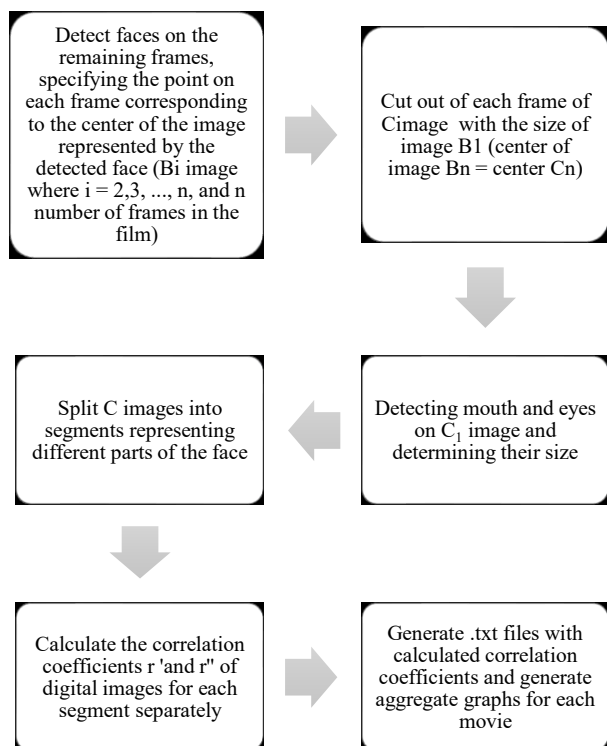 Detect faces on the
remaining frames,
specifying the point on
each frame corresponding
to the center of the image
represented by the
detected face (Bi image
where i = 2,3, ..., n, and n
number of frames in the
film)
Cut out of each frame of
Cimage with the size of
image B1 (center of
image Bn = center Cn)
Detecting mouth and eyes
on C₁ image and
determining their size
Split C images into
segments representing
different parts of the face
Calculate the correlation
coefficients r 'and r'' of
digital images for each
segment separately
Generate .txt files with
calculated correlation
coefficients and generate
aggregate graphs for each
movie